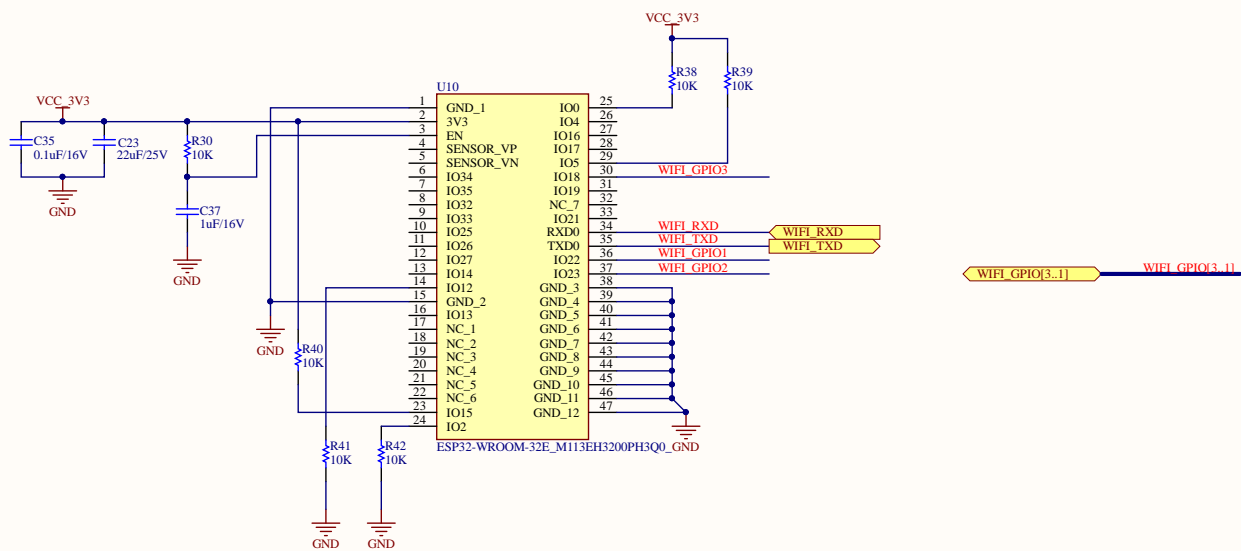 VCC_3V3
R38
10K
R39
10K
U10
VCC_3V3
C35
0.1uF/16V
C23
22uF/25V
R30
10K
C37
1uF/16V
GND
GND
1 GND_1
2 3V3
3 EN
4 SENSOR_VP
5 SENSOR_VN
6 IO34
7 IO35
8 IO32
9 IO33
10 IO25
11 IO26
12 IO27
13 IO14
14 IO12
15 GND_2
16 IO13
17 NC_1
18 NC_2
19 NC_3
20 NC_4
21 NC_5
22 NC_6
23 IO15
24 IO2
IO0 25
IO4 26
IO16 27
IO17 28
IO5 29
IO18 30 WIFI_GPIO3
IO19 31
NC_7 32
IO21 33
RXD0 34 WIFI_RXD WIFI_RXD
TXD0 35 WIFI_TXD WIFI_TXD
IO22 36 WIFI_GPIO1
IO23 37 WIFI_GPIO2
GND_3 38
GND_4 39
GND_5 40
GND_6 41
GND_7 42
GND_8 43
GND_9 44
GND_10 45
GND_11 46
GND_12 47
WIFI_GPIO[3..1] WIFI_GPIO[3..1]
GND
R40
10K
R41
10K
R42
10K
ESP32-WROOM-32E_M113EH3200PH3Q0_
GND
GND
GND